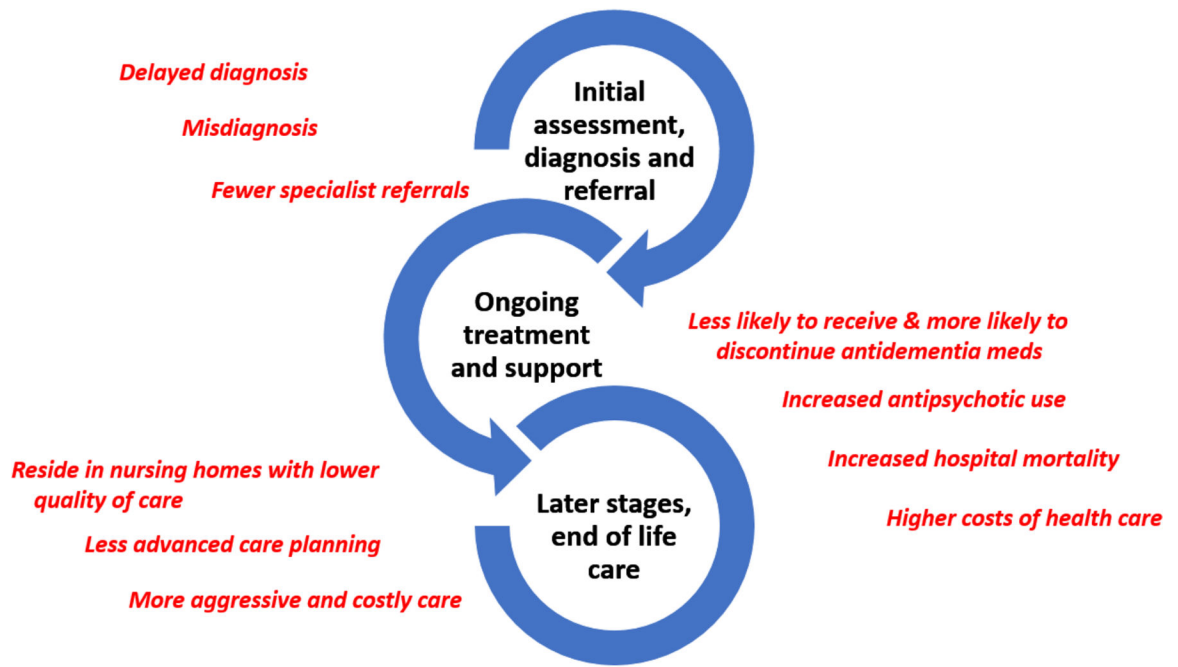 Delayed diagnosis
Misdiagnosis
Fewer specialist referrals
Initial
assessment,
diagnosis and
referral
Ongoing
treatment
and support
Less likely to receive & more likely to
discontinue antidementia meds
Increased antipsychotic use
Increased hospital mortality
Higher costs of health care
Reside in nursing homes with lower
quality of care
Less advanced care planning
More aggressive and costly care
Later stages,
end of life
care